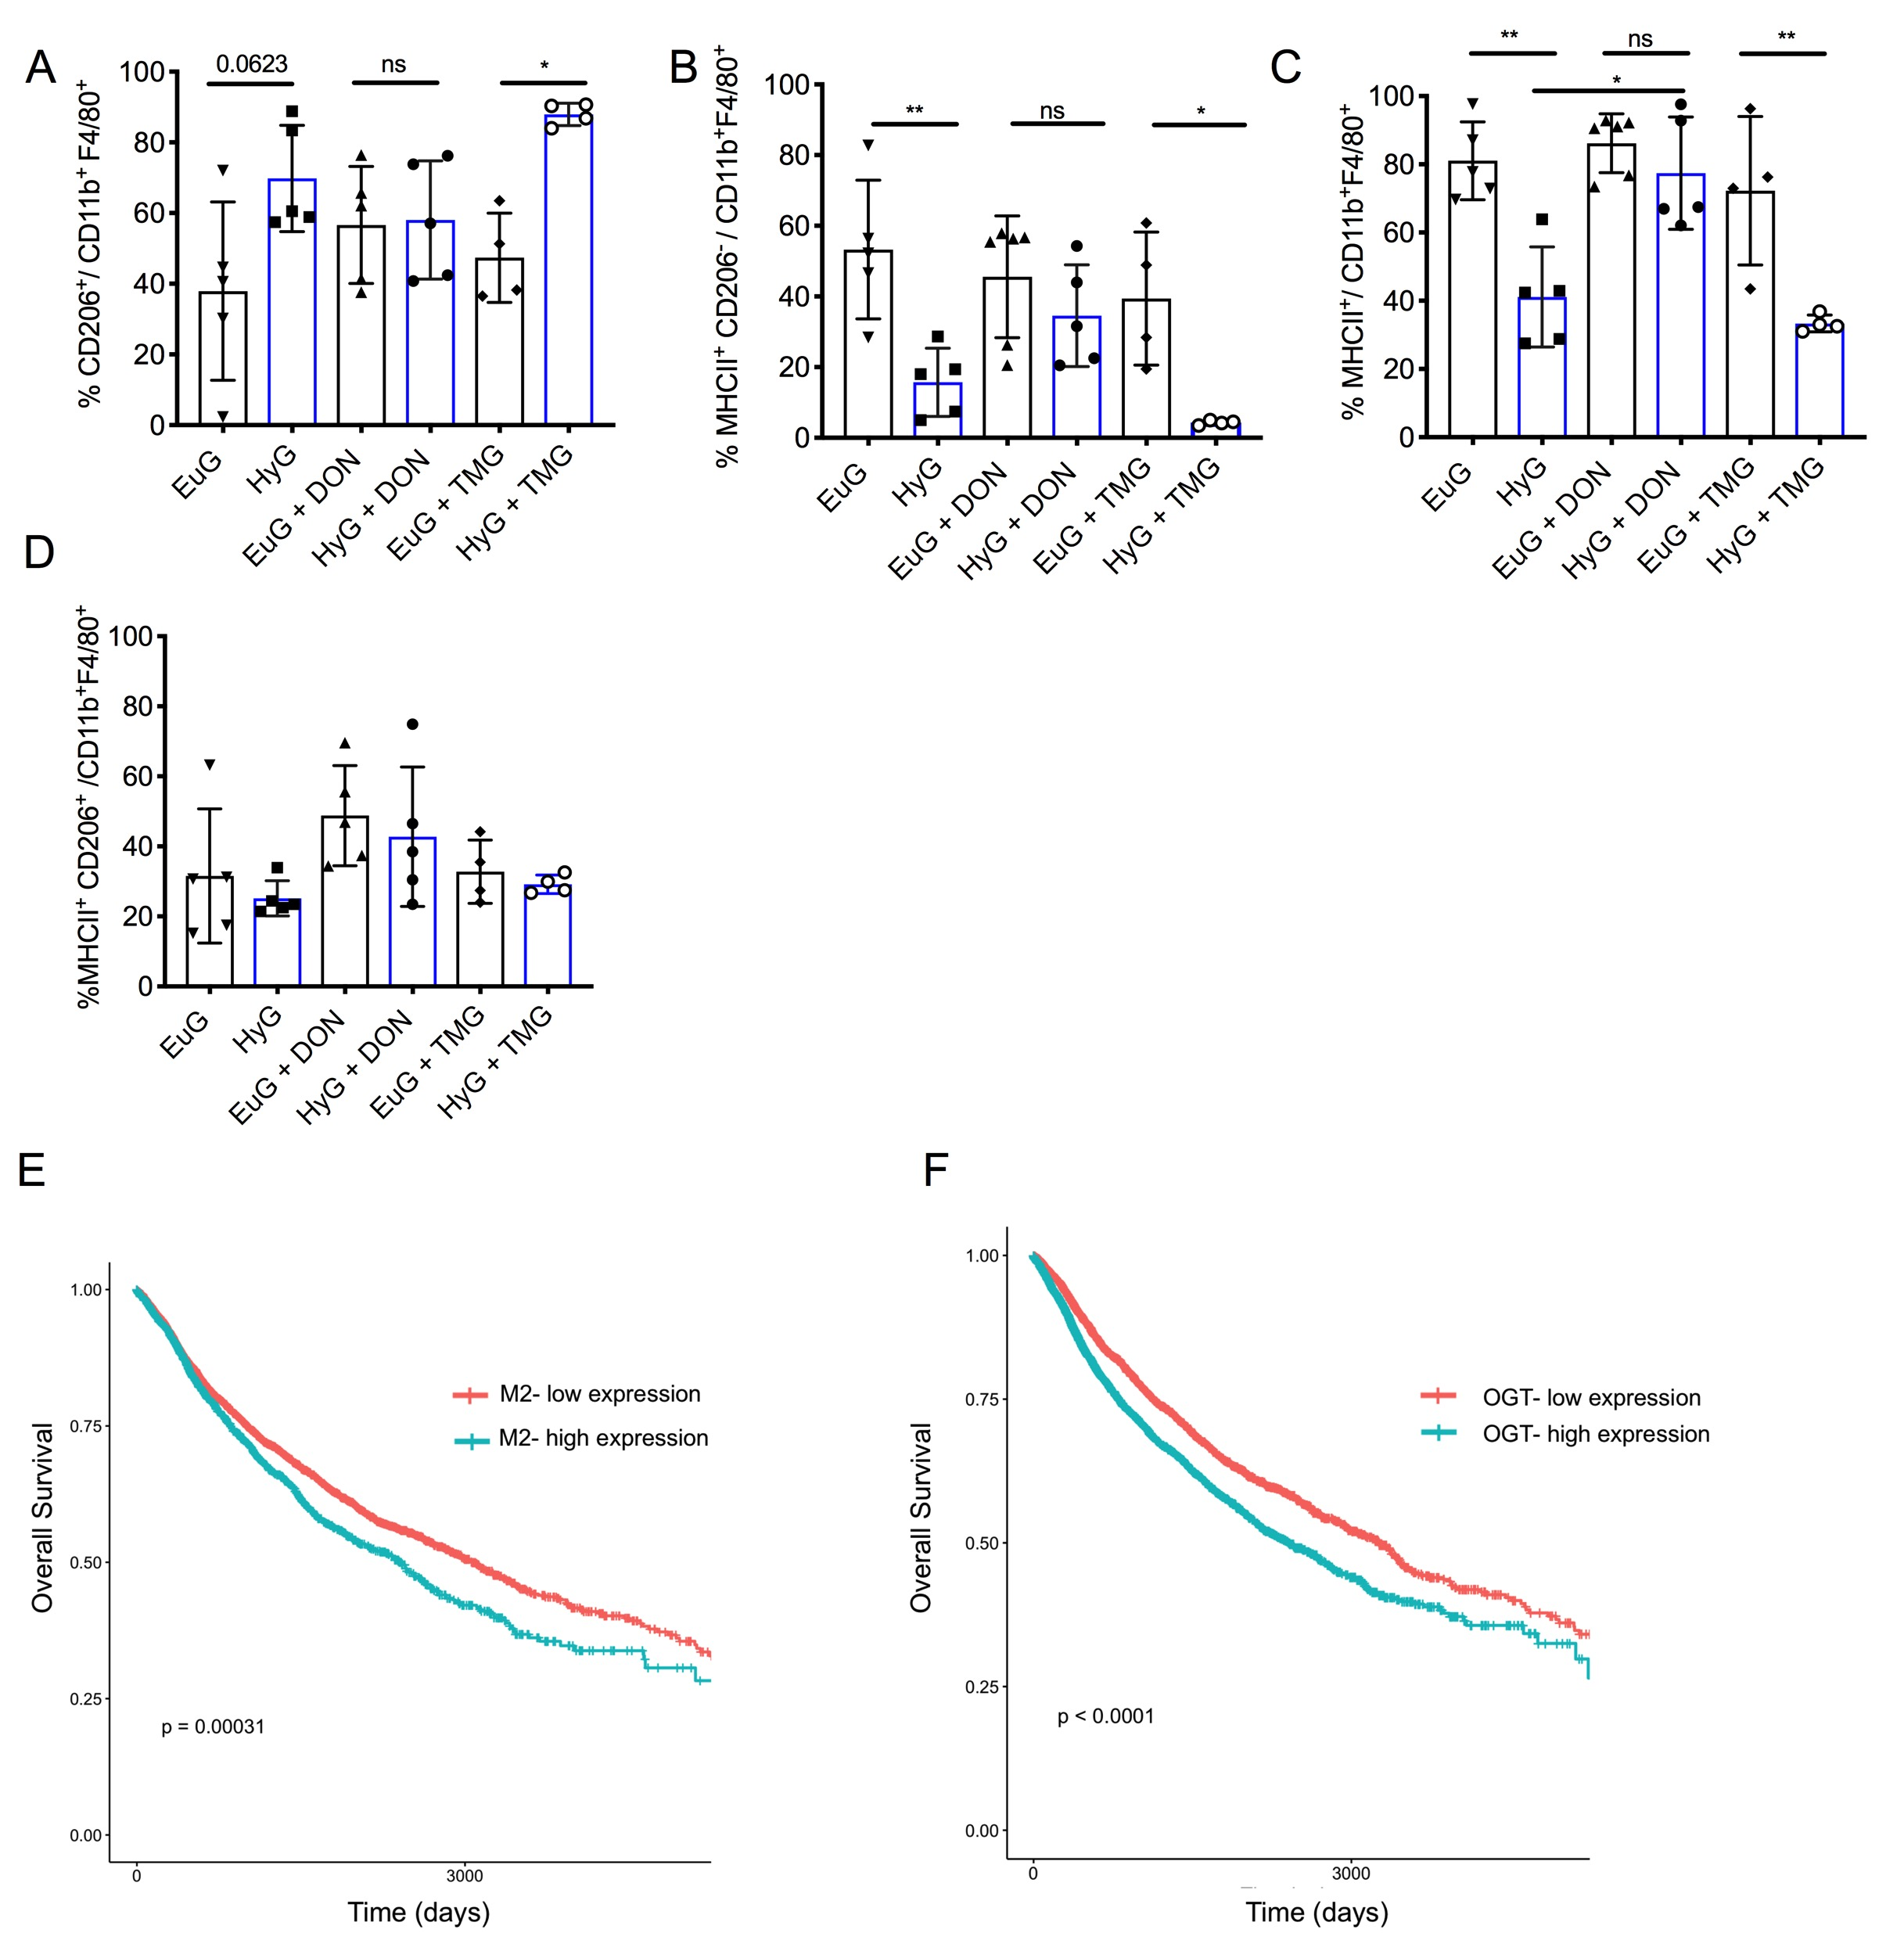 A
% CD206⁺/ CD11b⁺ F4/80⁺
100
80
60
40
20
0
0.0623
ns
*
EuG
HyG
EuG + DON
HyG + DON
EuG + TMG
HyG + TMG
B
% MHCII⁺ CD206⁻ / CD11b⁺F4/80⁺
100
80
60
40
20
0
**
ns
*
EuG
HyG
EuG + DON
HyG + DON
EuG + TMG
HyG + TMG
C
% MHCII⁺/ CD11b⁺F4/80⁺
100
80
60
40
20
0
**
ns
**
*
EuG
HyG
EuG + DON
HyG + DON
EuG + TMG
HyG + TMG
D
%MHCII⁺ CD206⁺ /CD11b⁺F4/80⁺
100
80
60
40
20
0
EuG
HyG
EuG + DON
HyG + DON
EuG + TMG
HyG + TMG
E
Overall Survival
1.00
0.75
0.50
0.25
0.00
M2- low expression
M2- high expression
p = 0.00031
0
3000
Time (days)
F
Overall Survival
1.00
0.75
0.50
0.25
0.00
OGT- low expression
OGT- high expression
p < 0.0001
0
3000
Time (days)